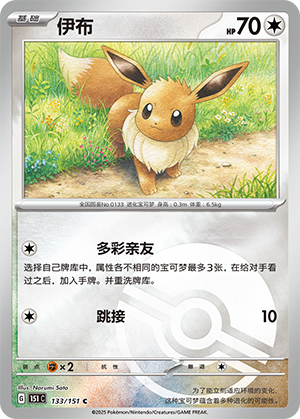 基础 伊布 HP70
全国图鉴No.0133 进化宝可梦 身高：0.3m 体重：6.5kg
多彩亲友
选择自己牌库中，属性各不相同的宝可梦最多3张，在给对手看
过之后，加入手牌。并重洗牌库。
跳接 10
弱点 ×2 抵抗力 撤退
Illus. Narumi Sato
为了能立刻适应环境的变化，
G 151 C 133/151 C
这种宝可梦蕴含着多种进化的可能性。
©2025 Pokémon/Nintendo/Creatures/GAME FREAK.